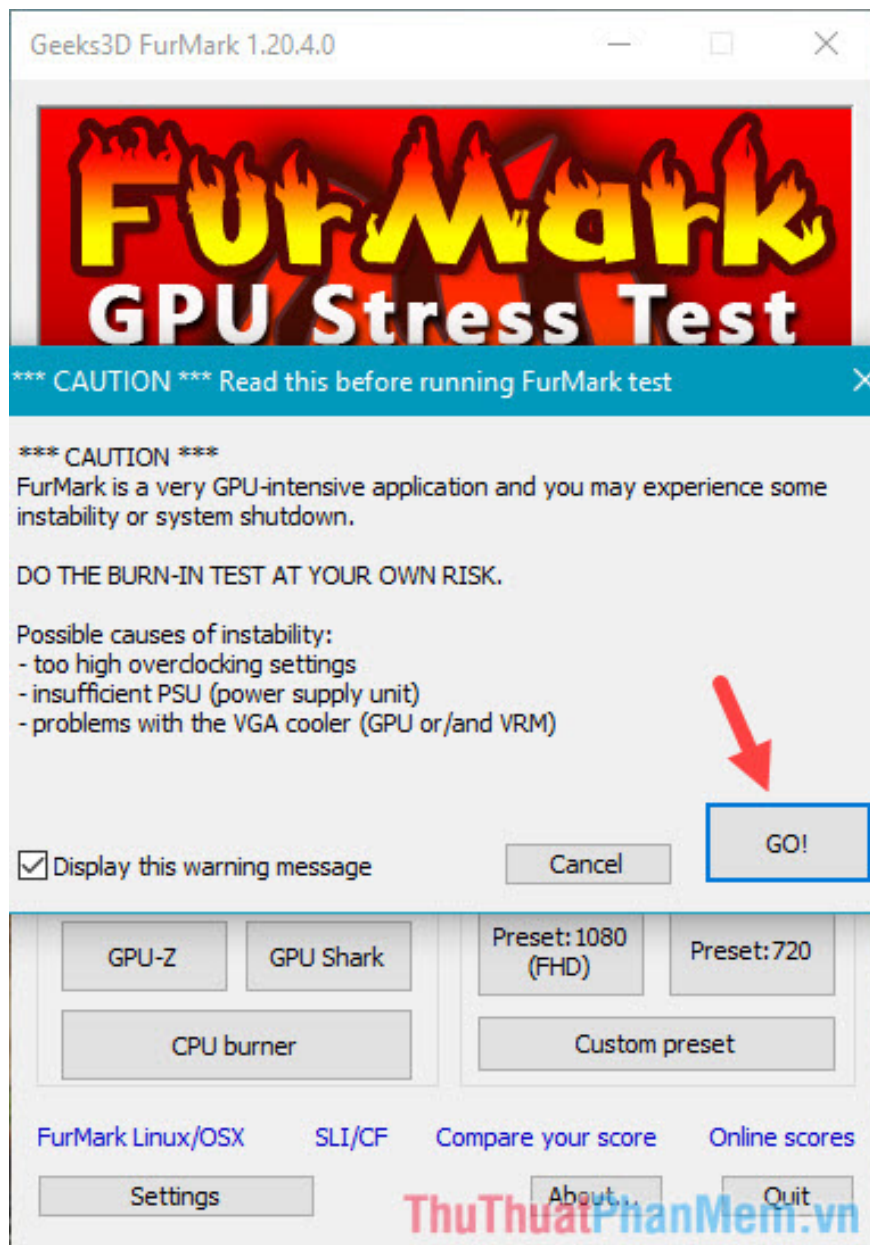 Geeks3D FurMark 1.20.4.0
FurMark
GPU Stress Test
*** CAUTION *** Read this before running FurMark test
*** CAUTION ***
FurMark is a very GPU-intensive application and you may experience some
instability or system shutdown.
DO THE BURN-IN TEST AT YOUR OWN RISK.
Possible causes of instability:
- too high overclocking settings
- insufficient PSU (power supply unit)
- problems with the VGA cooler (GPU or/and VRM)
GO!
Display this warning message
Cancel
GPU-Z
GPU Shark
Preset:1080
(FHD)
Preset:720
CPU burner
Custom preset
FurMark Linux/OSX
SLI/CF
Compare your score
Online scores
Settings
About...
Quit
ThuThuatPhanMem.vn